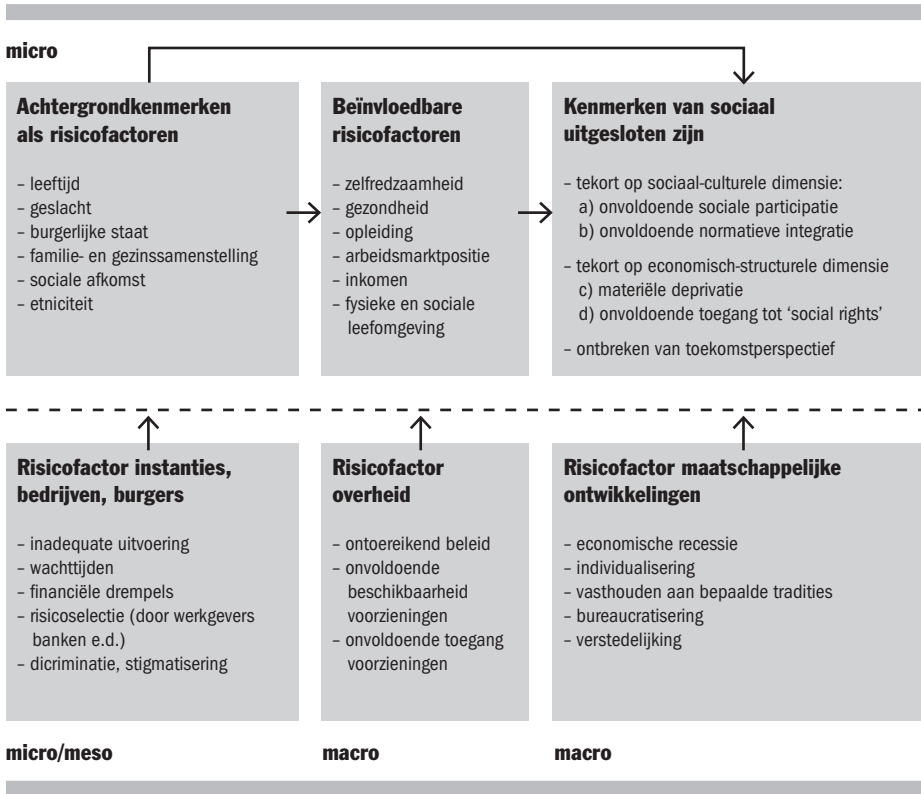 micro
Achtergrondkenmerken
als risicofactoren
– leeftijd
– geslacht
– burgerlijke staat
– familie- en gezinssamenstelling
– sociale afkomst
– etniciteit
Beïnvloedbare
risicofactoren
– zelfredzaamheid
– gezondheid
– opleiding
– arbeidsmarktpositie
– inkomen
– fysieke en sociale
leefomgeving
Kenmerken van sociaal
uitgesloten zijn
– tekort op sociaal-culturele dimensie:
a) onvoldoende sociale participatie
b) onvoldoende normatieve integratie
– tekort op economisch-structurele dimensie
c) materiële deprivatie
d) onvoldoende toegang tot ‘social rights’
– ontbreken van toekomstperspectief
Risicofactor instanties,
bedrijven, burgers
– inadequate uitvoering
– wachttijden
– financiële drempels
– risicoselectie (door werkgevers
banken e.d.)
– dicriminatie, stigmatisering
Risicofactor
overheid
– ontoereikend beleid
– onvoldoende
beschikbaarheid
voorzieningen
– onvoldoende toegang
voorzieningen
Risicofactor maatschappelijke
ontwikkelingen
– economische recessie
– individualisering
– vasthouden aan bepaalde tradities
– bureaucratisering
– verstedelijking
micro/meso
macro
macro